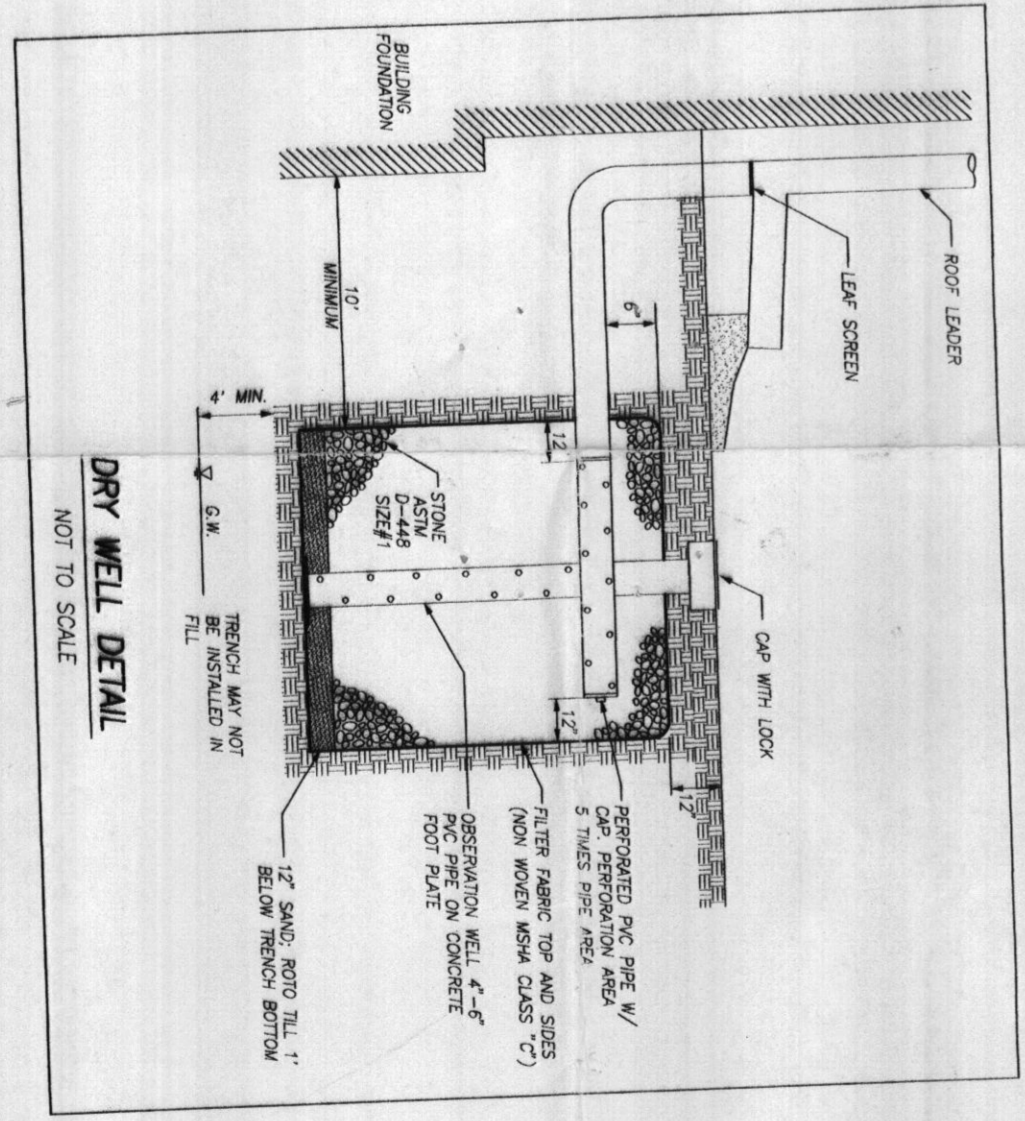 ROOF LEADER
LEAF SCREEN
CAP WITH LOCK
BUILDING
FOUNDATION
6"
10'
MINIMUM
12"
12"
12"
STONE
ASTM
D-448
SIZE#1
PERFORATED PVC PIPE W/
CAP. PERFORATION AREA
5 TIMES PIPE AREA
FILTER FABRIC TOP AND SIDES
(NON WOVEN MSHA CLASS "C")
OBSERVATION WELL 4"-6"
PVC PIPE ON CONCRETE
FOOT PLATE
12" SAND; ROTO TILL 1'
BELOW TRENCH BOTTOM
4' MIN.
G.W.
TRENCH MAY NOT
BE INSTALLED IN
FILL
DRY WELL DETAIL
NOT TO SCALE